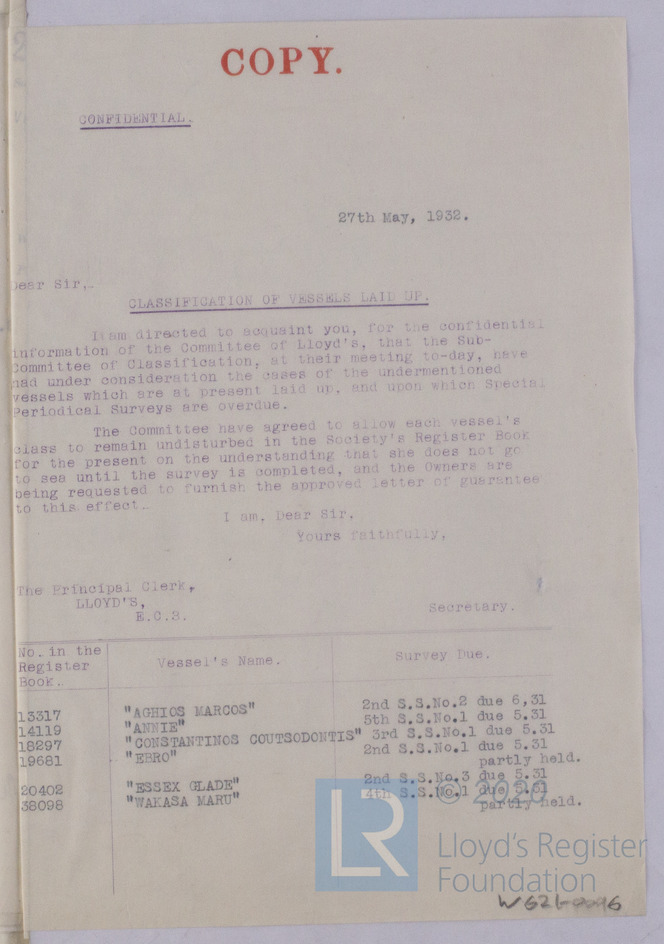 COPY.
CONFIDENTIAL.
27th May, 1932.
Dear Sir,
CLASSIFICATION OF VESSELS LAID UP.
I am directed to acquaint you, for the confidential
information of the Committee of Lloyd's, that the Sub-
Committee of Classification, at their meeting to-day, have
had under consideration the cases of the undermentioned
vessels which are at present laid up, and upon which Special
Periodical Surveys are overdue.
The Committee have agreed to allow each vessel's
class to remain undisturbed in the Society's Register Book
for the present on the understanding that she does not go
to sea until the survey is completed, and the Owners are
being requested to furnish the approved letter of guarantee
to this effect.
I am, Dear Sir,
Yours faithfully,
The Principal Clerk,
LLOYD'S,
E.C.3.
Secretary.
No. in the Register Book.
Vessel's Name.
Survey Due.
13317 "AGHIOS MARCOS" 2nd S.S.No.2 due 6,31
14119 "ANNIE" 5th S.S.No.1 due 5.31
18297 "CONSTANTINOS COUTSODONTIS" 3rd S.S.No.1 due 5.31
19681 "EBRO" 2nd S.S.No.1 due 5.31
partly held.
20402 "ESSEX GLADE" 2nd S.S.No.3 due 5.31
38098 "WAKASA MARU" 4th S.S.No.1 due 5.31
partly held.
© 2020
LR
Lloyd's Register
Foundation